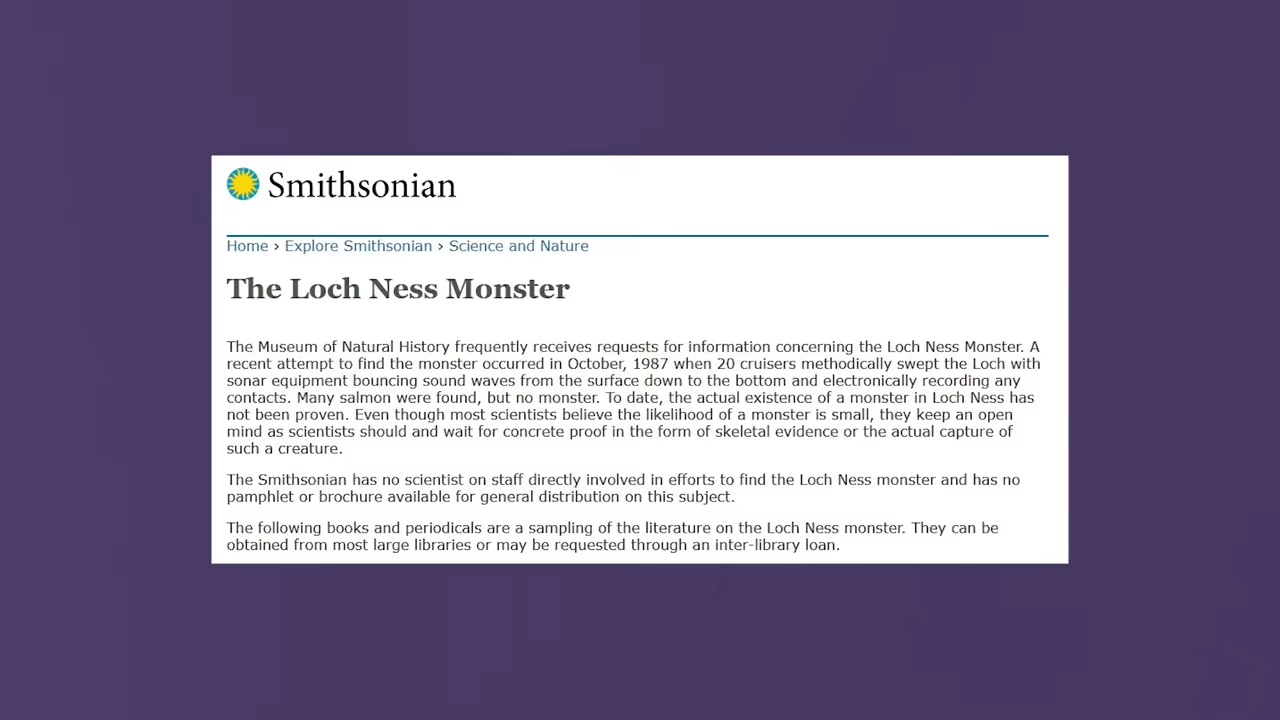 Smithsonian
Home › Explore Smithsonian › Science and Nature
The Loch Ness Monster
The Museum of Natural History frequently receives requests for information concerning the Loch Ness Monster. A
recent attempt to find the monster occurred in October, 1987 when 20 cruisers methodically swept the Loch with
sonar equipment bouncing sound waves from the surface down to the bottom and electronically recording any
contacts. Many salmon were found, but no monster. To date, the actual existence of a monster in Loch Ness has
not been proven. Even though most scientists believe the likelihood of a monster is small, they keep an open
mind as scientists should and wait for concrete proof in the form of skeletal evidence or the actual capture of
such a creature.
The Smithsonian has no scientist on staff directly involved in efforts to find the Loch Ness monster and has no
pamphlet or brochure available for general distribution on this subject.
The following books and periodicals are a sampling of the literature on the Loch Ness monster. They can be
obtained from most large libraries or may be requested through an inter-library loan.